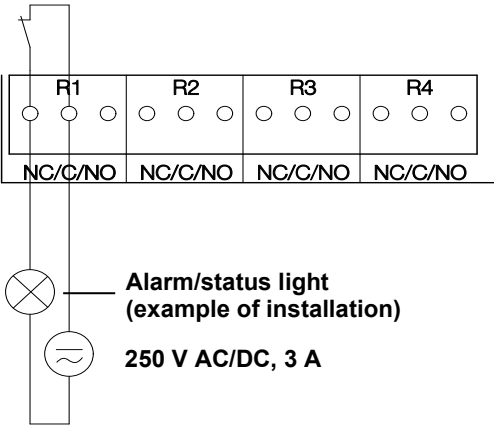 R1 R2 R3 R4
NC/C/NO NC/C/NO NC/C/NO NC/C/NO
Alarm/status light
(example of installation)
250 V AC/DC, 3 A